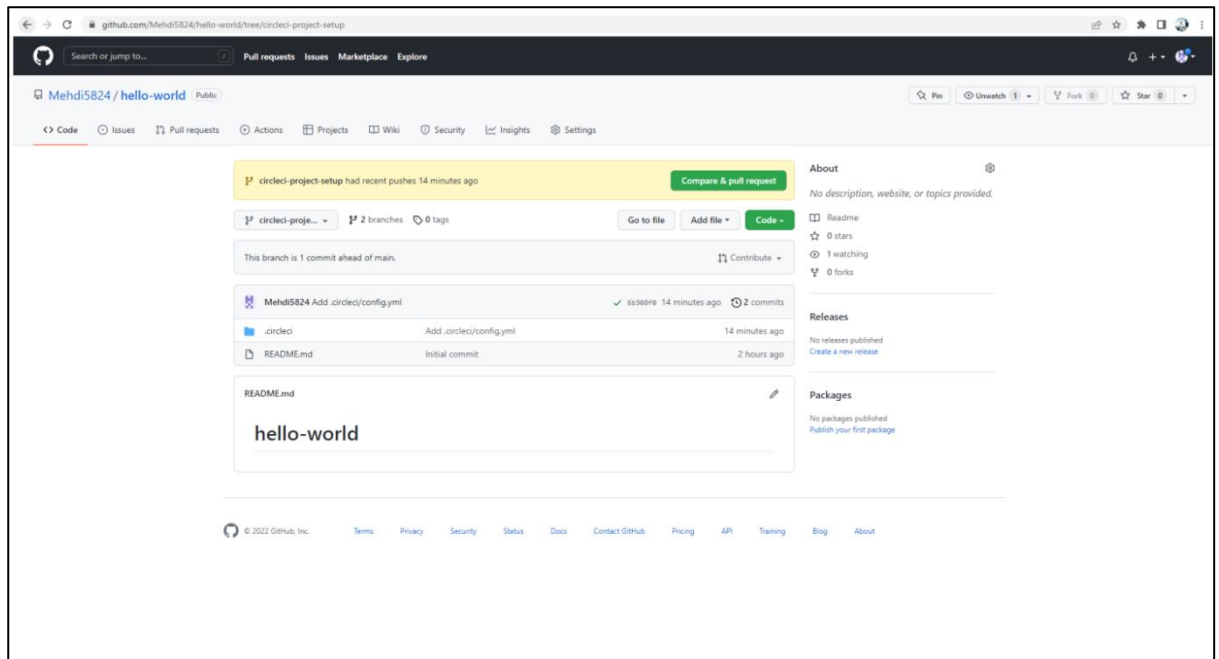 github.com/Mehdi5824/hello-world/tree/circleci-project-setup
Search or jump to... / Pull requests Issues Marketplace Explore
Mehdi5824 / hello-world Public
Pin Unwatch 1 Fork 0 Star 0
Code Issues Pull requests Actions Projects Wiki Security Insights Settings
circleci-project-setup had recent pushes 14 minutes ago Compare & pull request
circleci-proje... 2 branches 0 tags Go to file Add file Code
This branch is 1 commit ahead of main. Contribute
Mehdi5824 Add .circleci/config.yml 14 minutes ago 2 commits
.circleci Add .circleci/config.yml 14 minutes ago
README.md Initial commit 2 hours ago
README.md
hello-world
About
No description, website, or topics provided.
Readme
0 stars
1 watching
0 forks
Releases
No releases published
Create a new release
Packages
No packages published
Publish your first package
© 2022 GitHub, Inc. Terms Privacy Security Status Docs Contact GitHub Pricing API Training Blog About